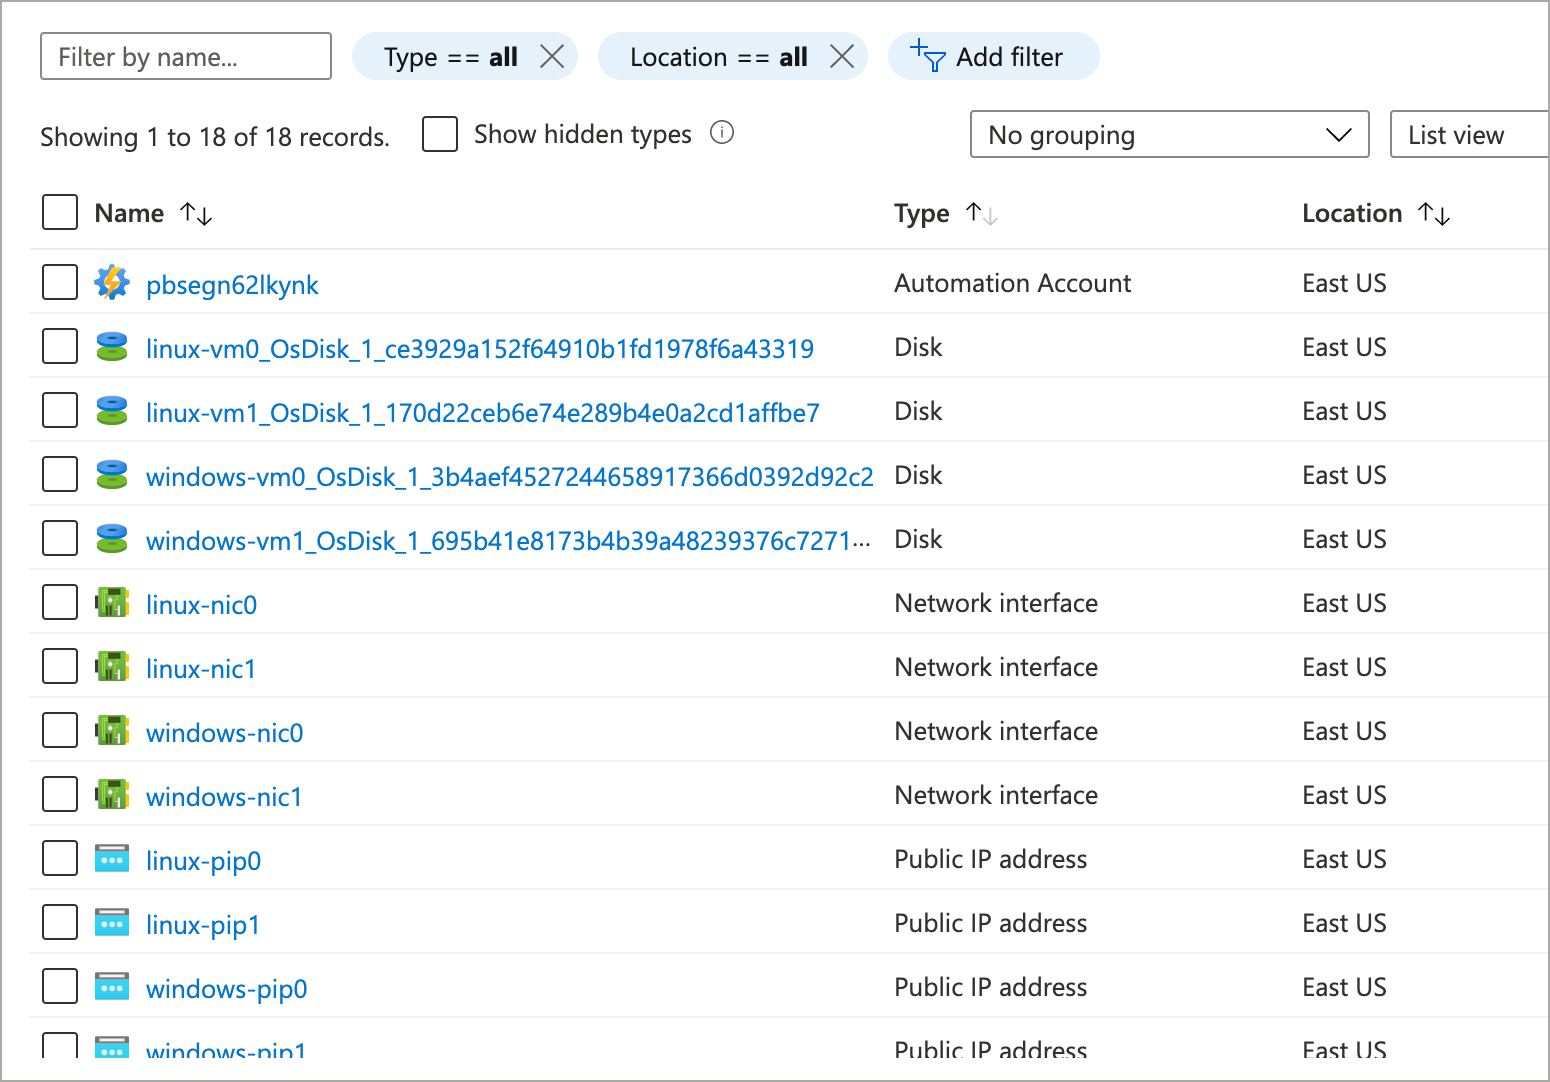 Filter by name...
Type == all
Location == all
Add filter
Showing 1 to 18 of 18 records.
Show hidden types
No grouping
List view
Name Type Location
pbsegn62lkynk Automation Account East US
linux-vm0_OsDisk_1_ce3929a152f64910b1fd1978f6a43319 Disk East US
linux-vm1_OsDisk_1_170d22ceb6e74e289b4e0a2cd1affbe7 Disk East US
windows-vm0_OsDisk_1_3b4aef4527244658917366d0392d92c2 Disk East US
windows-vm1_OsDisk_1_695b41e8173b4b39a48239376c7271... Disk East US
linux-nic0 Network interface East US
linux-nic1 Network interface East US
windows-nic0 Network interface East US
windows-nic1 Network interface East US
linux-pip0 Public IP address East US
linux-pip1 Public IP address East US
windows-pip0 Public IP address East US
windows-pip1 Public IP address East US